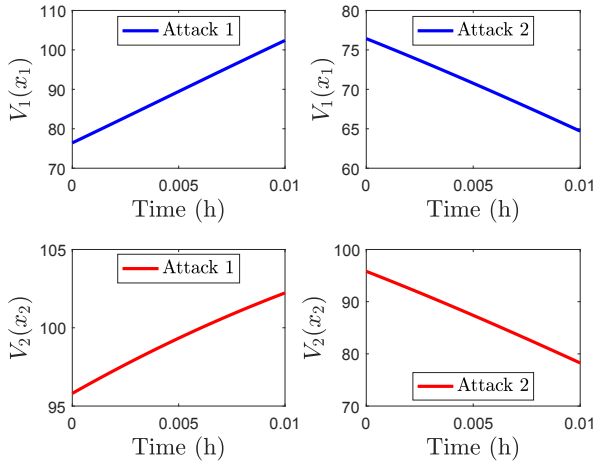 110
100
90
80
70
V₁(x₁)
Attack 1
0
0.005
0.01
Time (h)
80
75
70
65
60
V₁(x₁)
Attack 2
0
0.005
0.01
Time (h)
105
100
95
V₂(x₂)
Attack 1
0
0.005
0.01
Time (h)
100
90
80
70
V₂(x₂)
Attack 2
0
0.005
0.01
Time (h)